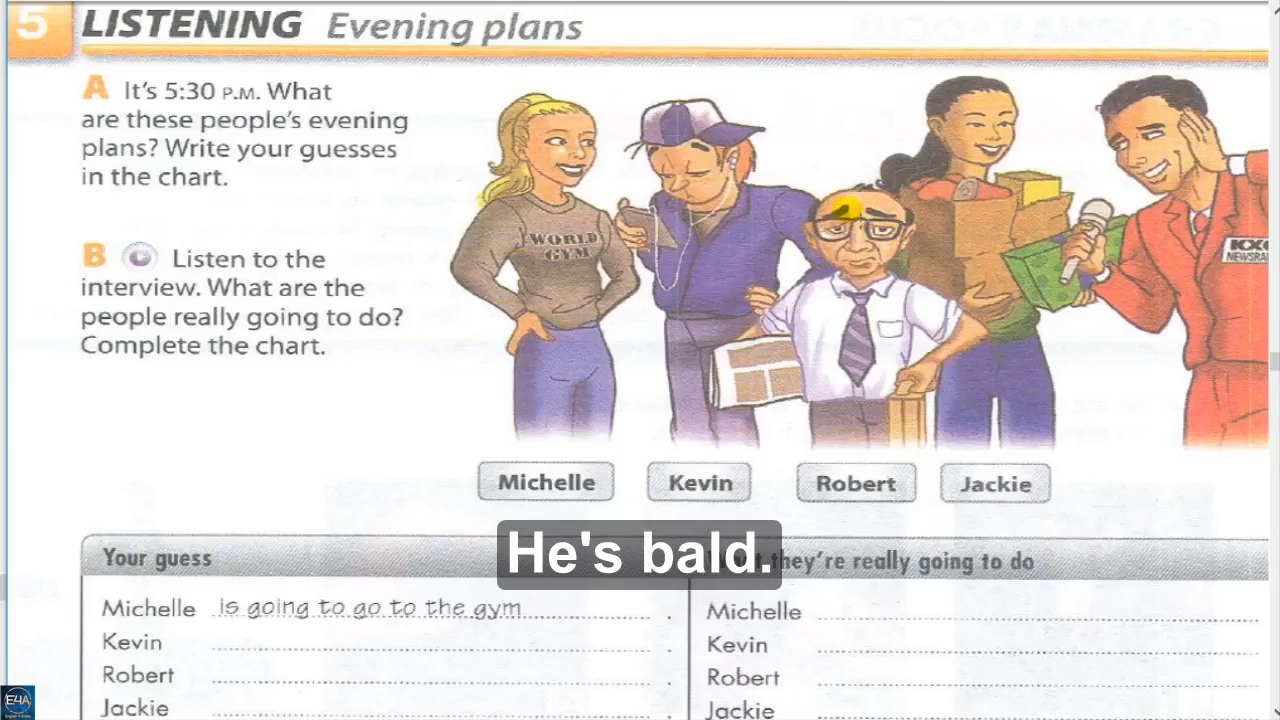 5 LISTENING Evening plans
A It's 5:30 P.M. What
are these people's evening
plans? Write your guesses
in the chart.
B Listen to the
interview. What are the
people really going to do?
Complete the chart.
WORLD
GYM
NEWSRA
Michelle
Kevin
Robert
Jackie
He's bald.
Your guess
they're really going to do
Michelle is going to go to the gym.
Kevin
Robert
Jackie
Michelle
Kevin
Robert
Jackie
E4A